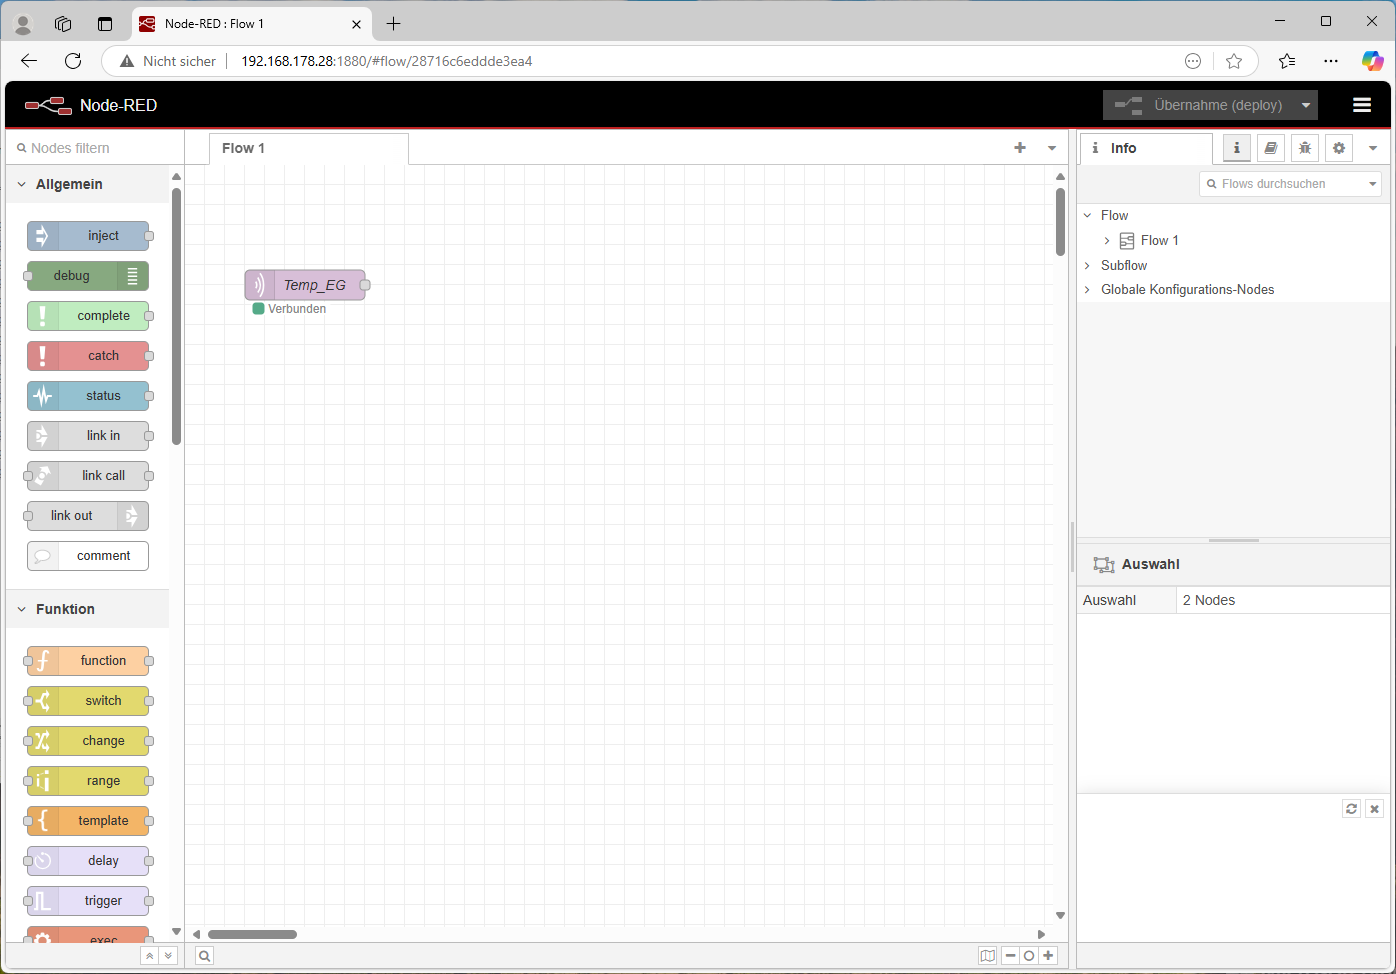 Node-RED : Flow 1
Nicht sicher
192.168.178.28:1880/#flow/28716c6eddde3ea4
Node-RED
Übernahme (deploy)
Nodes filtern
Flow 1
Info
Flows durchsuchen
Allgemein
inject
debug
complete
catch
status
link in
link call
link out
comment
Funktion
function
switch
change
range
template
delay
trigger
exec
Temp_EG
Verbunden
Flow
Flow 1
Subflow
Globale Konfigurations-Nodes
Auswahl
Auswahl 2 Nodes